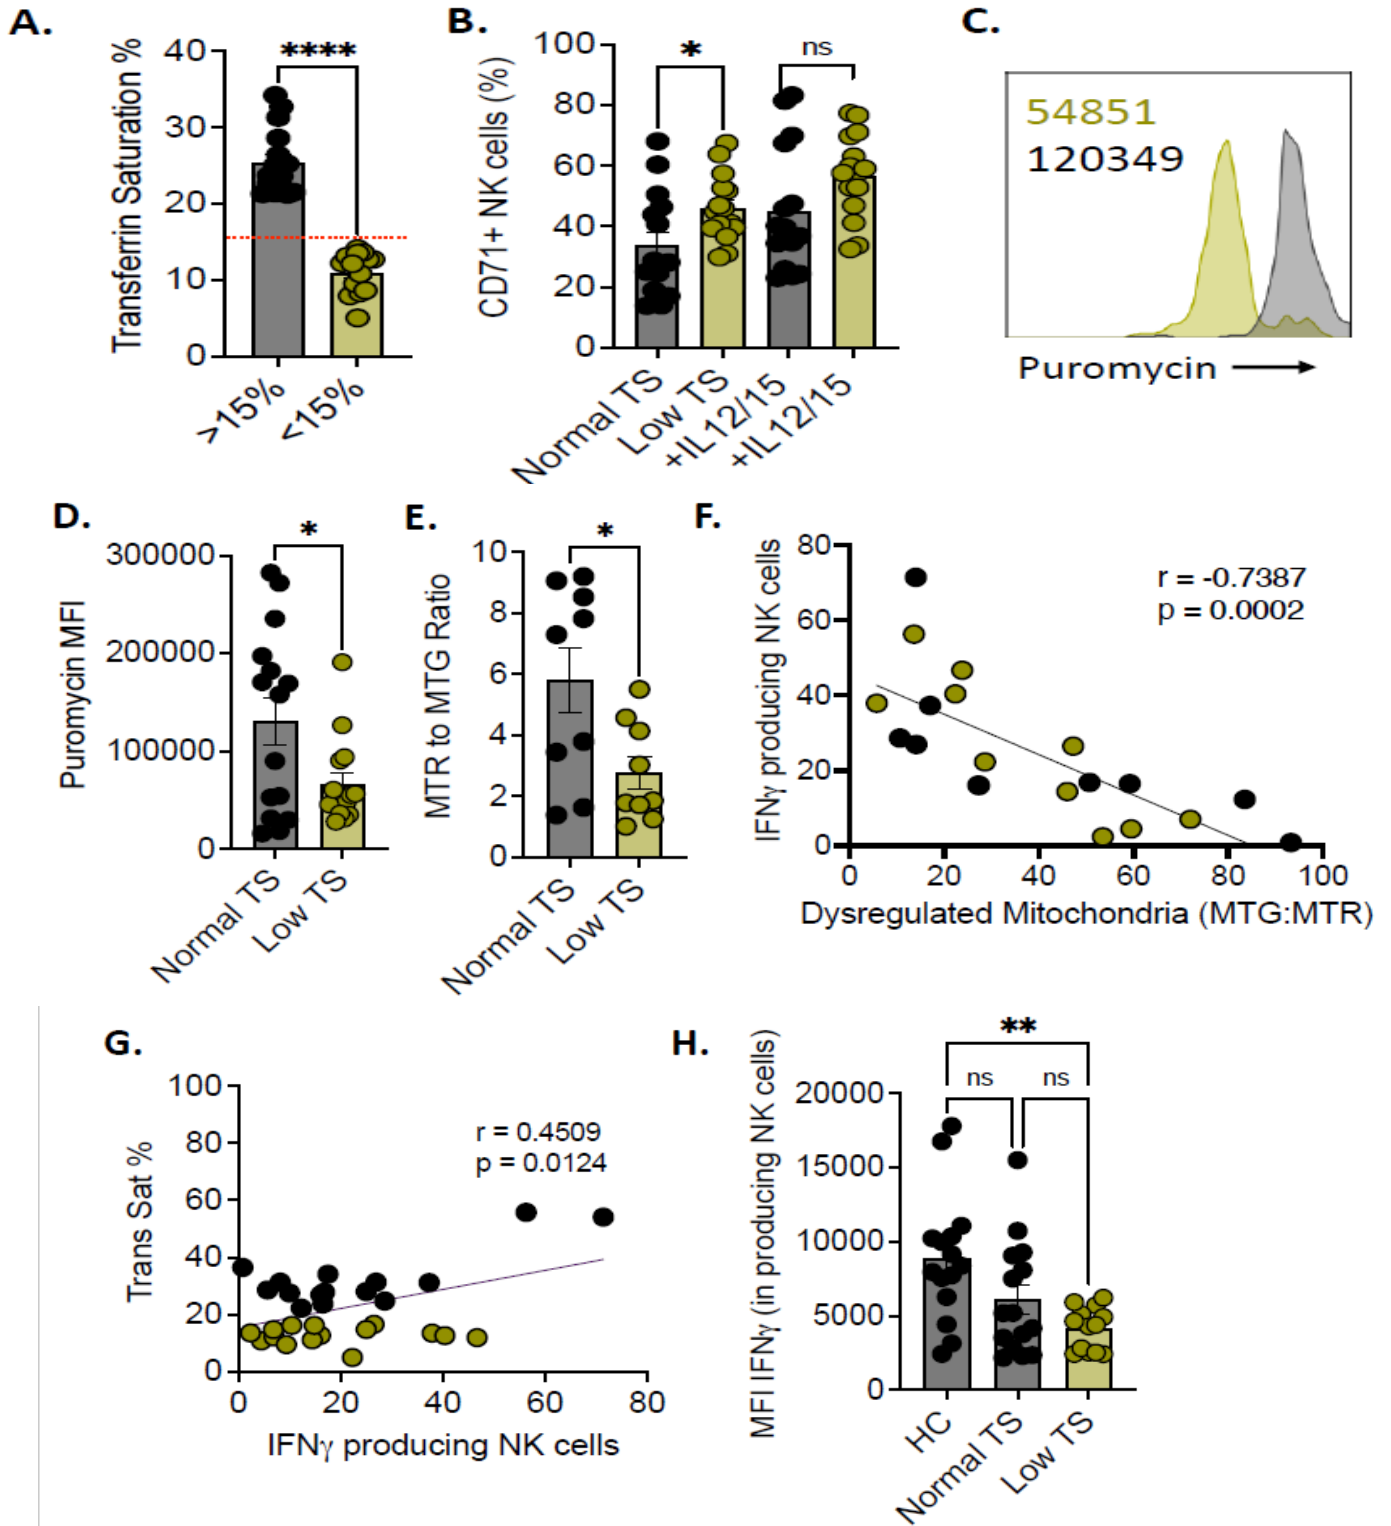 A.
Transferrin Saturation %
40
30
20
10
0
****
>15%
<15%
B.
CD71+ NK cells (%)
100
80
60
40
20
0
*
ns
Normal TS
Low TS
+IL12/15
+IL12/15
C.
54851
120349
Puromycin
D.
Puromycin MFI
300000
200000
100000
0
*
Normal TS
Low TS
E.
MTR to MTG Ratio
10
8
6
4
2
0
*
Normal TS
Low TS
F.
IFNγ producing NK cells
80
60
40
20
0
r = -0.7387
p = 0.0002
0 20 40 60 80 100
Dysregulated Mitochondria (MTG:MTR)
G.
Trans Sat %
100
80
60
40
20
0
r = 0.4509
p = 0.0124
0 20 40 60 80
IFNγ producing NK cells
H.
MFI IFNγ (in producing NK cells)
20000
15000
10000
5000
0
**
ns
ns
HC
Normal TS
Low TS